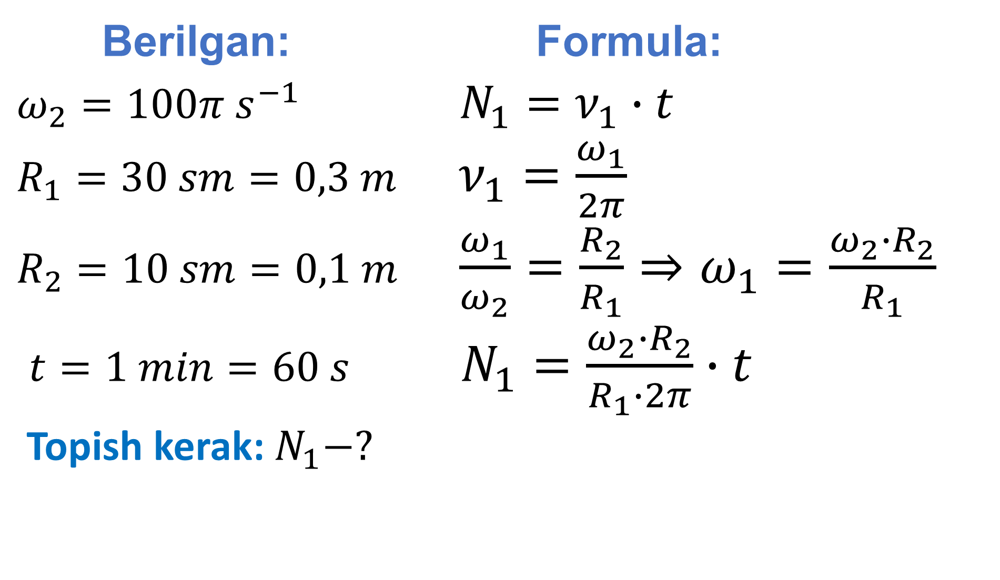 Berilgan:
ω₂ = 100π s⁻¹
R₁ = 30 sm = 0,3 m
R₂ = 10 sm = 0,1 m
t = 1 min = 60 s
Topish kerak: N₁−?
Formula:
N₁ = ν₁ · t
ν₁ = ω₁/2π
ω₁/ω₂ = R₂/R₁ ⇒ ω₁ = ω₂·R₂/R₁
N₁ = ω₂·R₂/R₁·2π · t